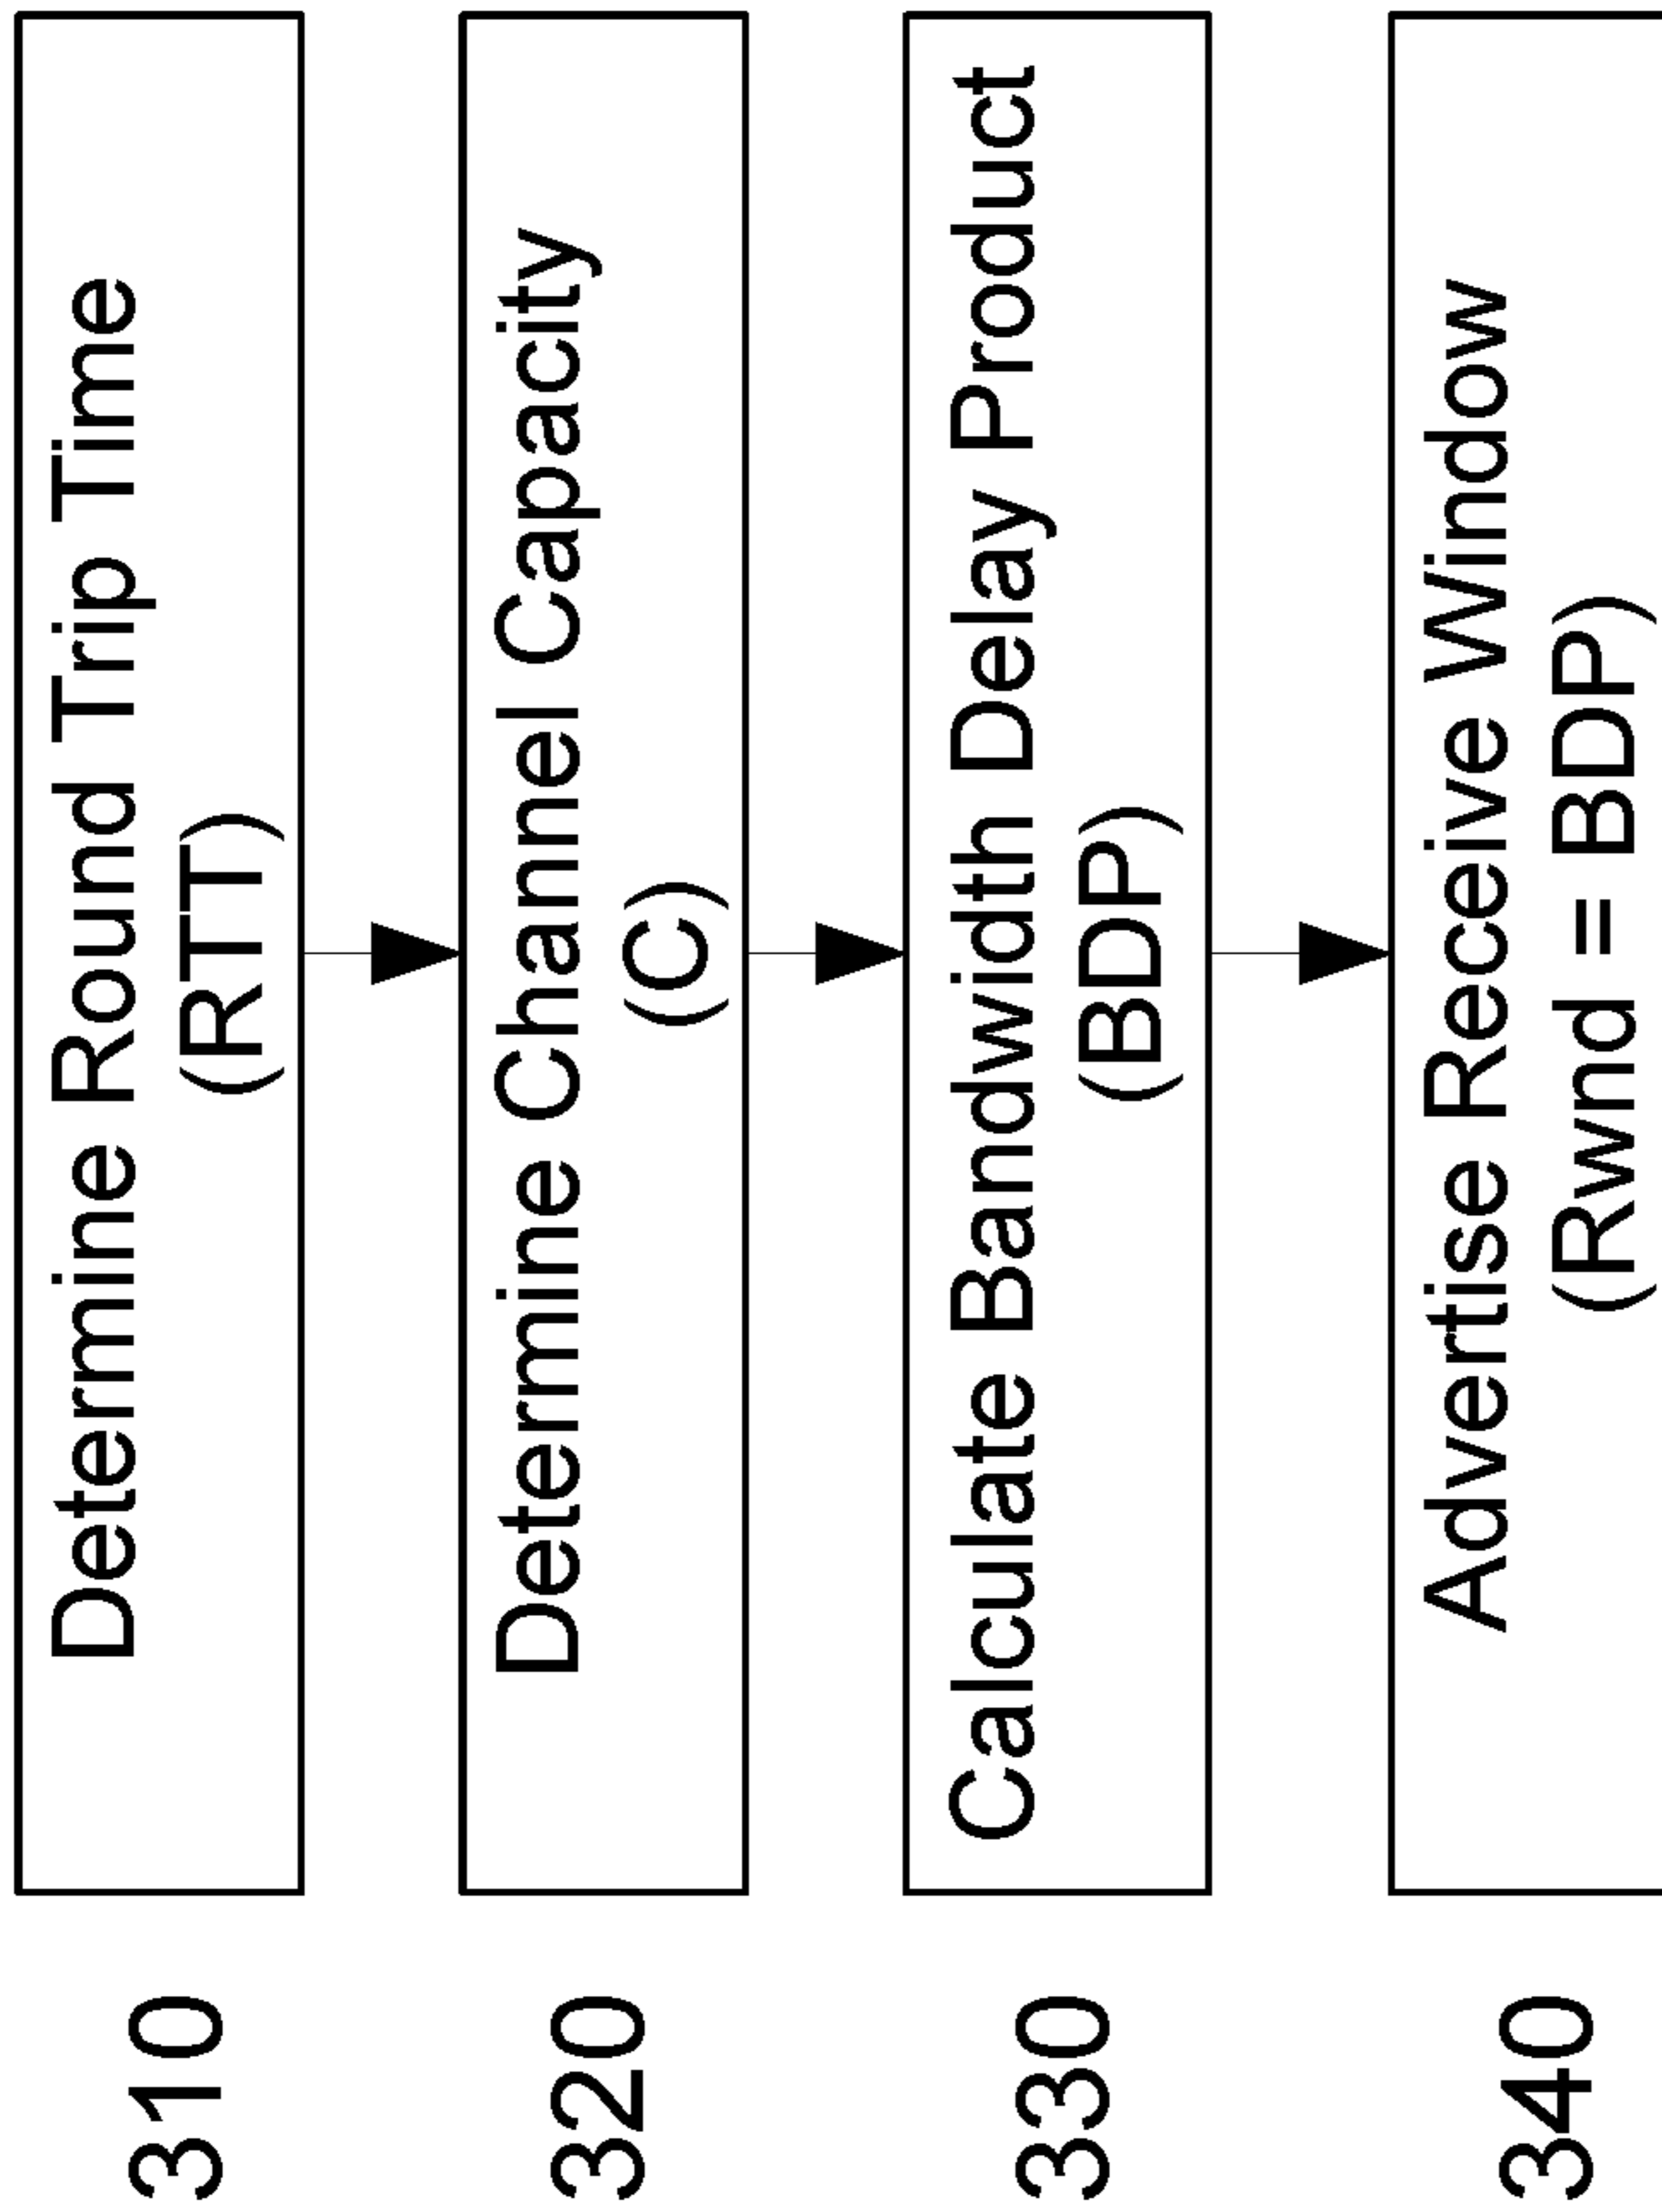 310
Determine Round Trip Time
(RTT)
320
Determine Channel Capacity
(C)
330
Calculate Bandwidth Delay Product
(BDP)
340
Advertise Receive Window
(Rwnd = BDP)